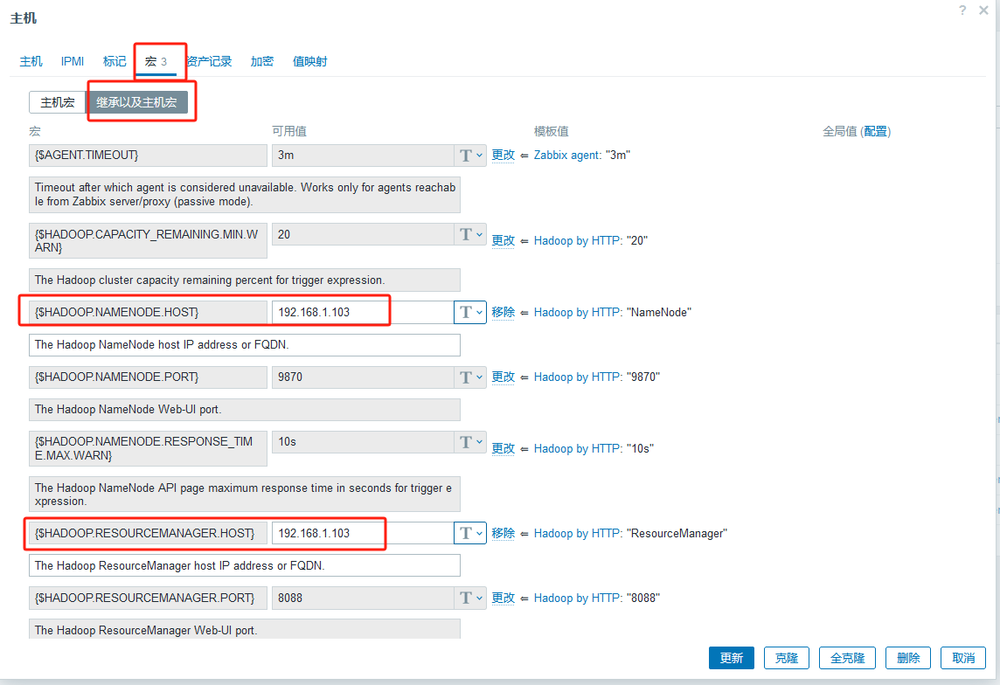 主机
? ×
主机 IPMI 标记 宏 3 资产记录 加密 值映射
主机宏 继承以及主机宏
宏 可用值 模板值 全局值 (配置)
{$AGENT.TIMEOUT} 3m T 更改 ⇐ Zabbix agent: "3m"
Timeout after which agent is considered unavailable. Works only for agents reachab
le from Zabbix server/proxy (passive mode).
{$HADOOP.CAPACITY_REMAINING.MIN.W
ARN}
20 T 更改 ⇐ Hadoop by HTTP: "20"
The Hadoop cluster capacity remaining percent for trigger expression.
{$HADOOP.NAMENODE.HOST} 192.168.1.103 T 移除 ⇐ Hadoop by HTTP: "NameNode"
The Hadoop NameNode host IP address or FQDN.
{$HADOOP.NAMENODE.PORT} 9870 T 更改 ⇐ Hadoop by HTTP: "9870"
The Hadoop NameNode Web-UI port.
{$HADOOP.NAMENODE.RESPONSE_TIM
E.MAX.WARN}
10s T 更改 ⇐ Hadoop by HTTP: "10s"
The Hadoop NameNode API page maximum response time in seconds for trigger e
xpression.
{$HADOOP.RESOURCEMANAGER.HOST} 192.168.1.103 T 移除 ⇐ Hadoop by HTTP: "ResourceManager"
The Hadoop ResourceManager host IP address or FQDN.
{$HADOOP.RESOURCEMANAGER.PORT} 8088 T 更改 ⇐ Hadoop by HTTP: "8088"
The Hadoop ResourceManager Web-UI port.
更新 克隆 全克隆 删除 取消